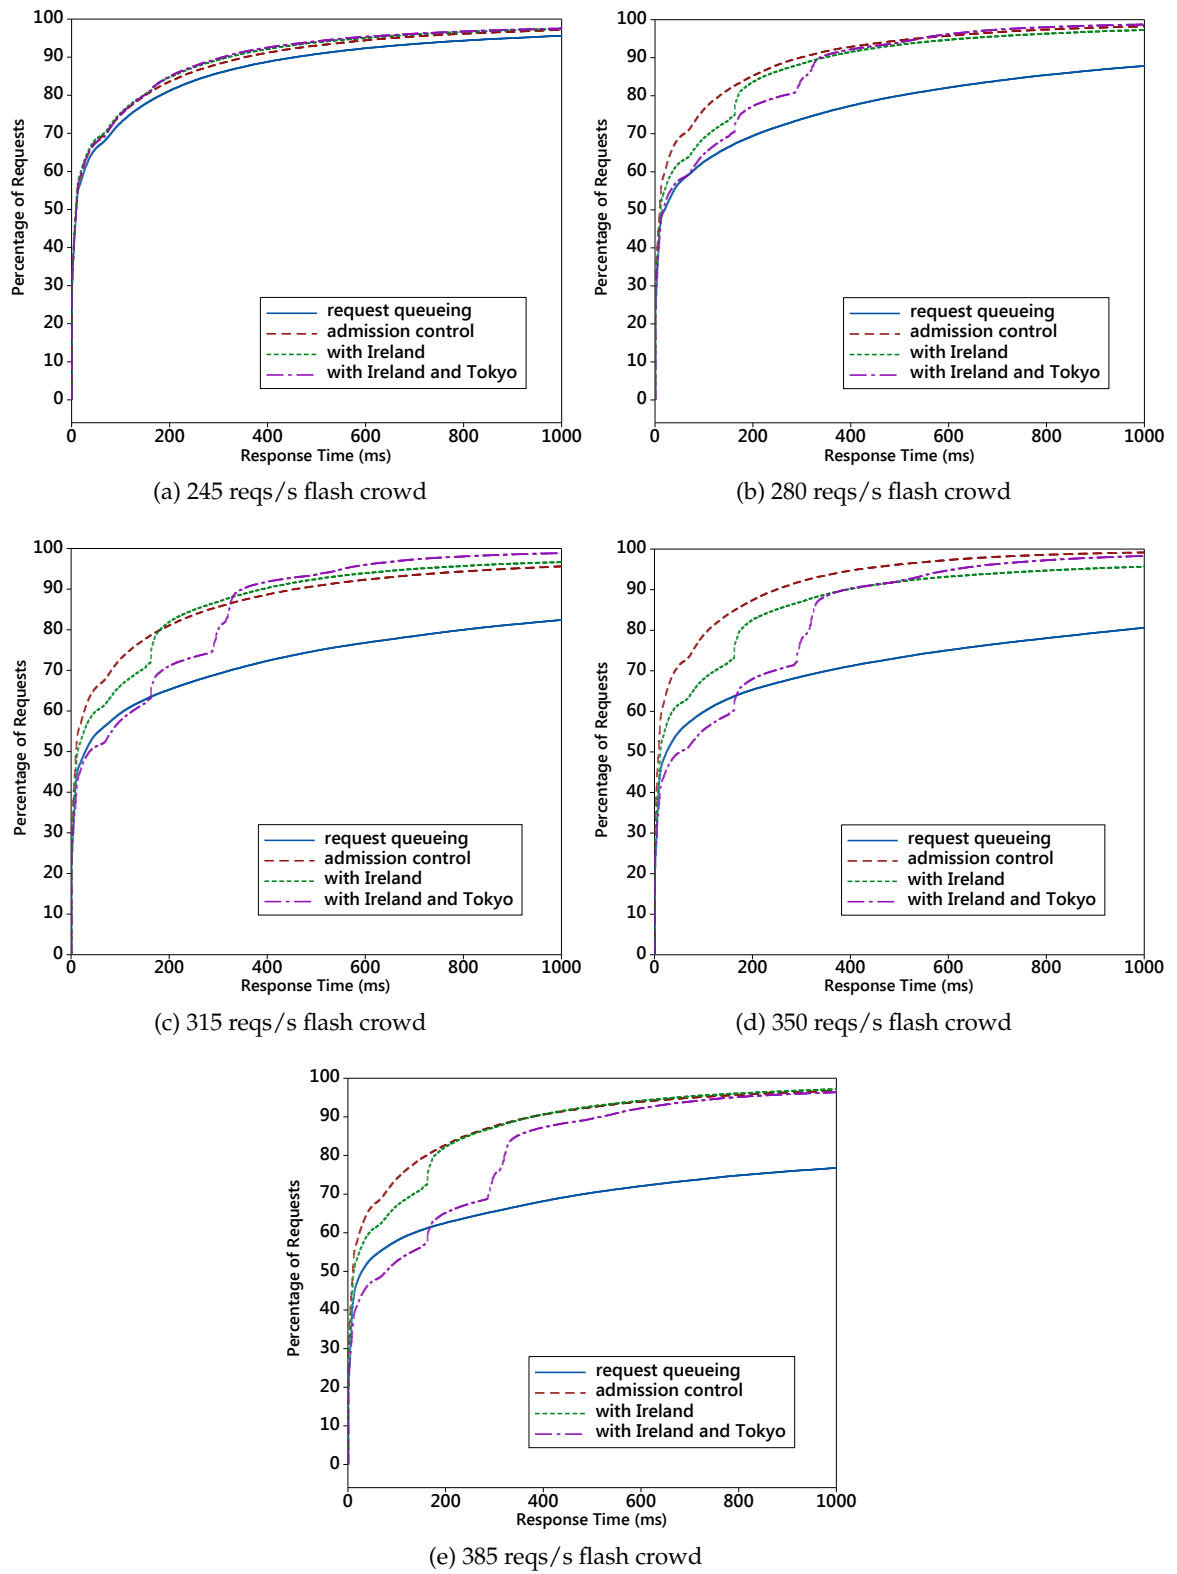 100
90
80
70
60
50
40
30
20
10
0
Percentage of Requests
request queueing
admission control
with Ireland
with Ireland and Tokyo
0 200 400 600 800 1000
Response Time (ms)
(a) 245 reqs/s flash crowd
100
90
80
70
60
50
40
30
20
10
0
Percentage of Requests
request queueing
admission control
with Ireland
with Ireland and Tokyo
0 200 400 600 800 1000
Response Time (ms)
(b) 280 reqs/s flash crowd
100
90
80
70
60
50
40
30
20
10
0
Percentage of Requests
request queueing
admission control
with Ireland
with Ireland and Tokyo
0 200 400 600 800 1000
Response Time (ms)
(c) 315 reqs/s flash crowd
100
90
80
70
60
50
40
30
20
10
0
Percentage of Requests
request queueing
admission control
with Ireland
with Ireland and Tokyo
0 200 400 600 800 1000
Response Time (ms)
(d) 350 reqs/s flash crowd
100
90
80
70
60
50
40
30
20
10
0
Percentage of Requests
request queueing
admission control
with Ireland
with Ireland and Tokyo
0 200 400 600 800 1000
Response Time (ms)
(e) 385 reqs/s flash crowd